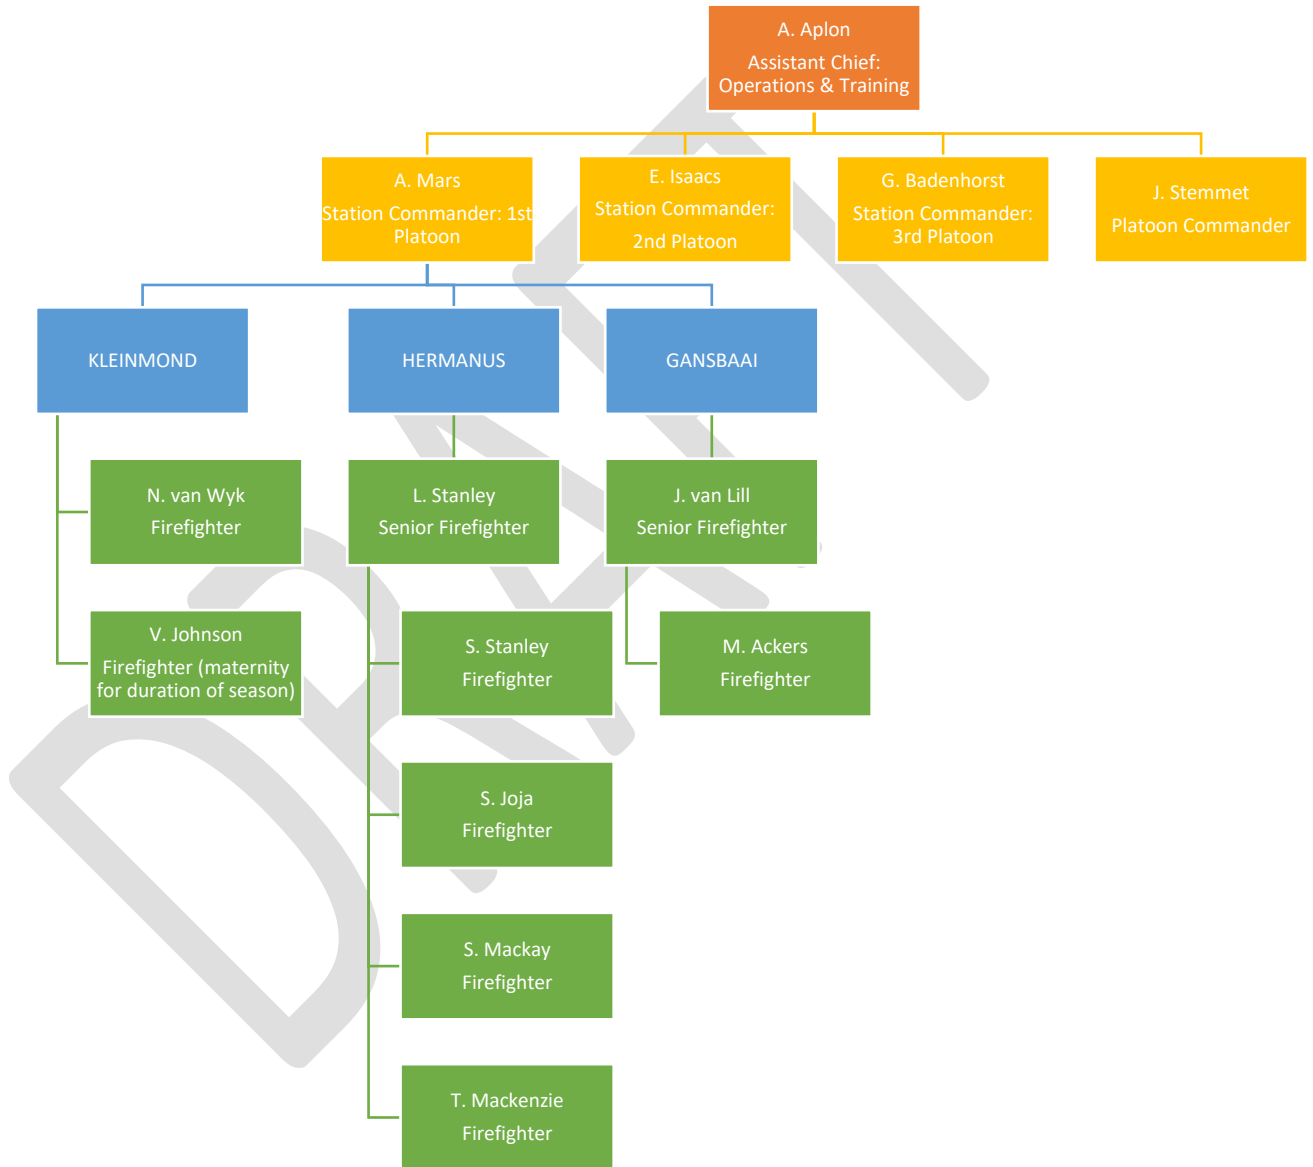 A. Aplon
Assistant Chief:
Operations & Training
A. Mars
Station Commander: 1st
Platoon
E. Isaacs
Station Commander:
2nd Platoon
G. Badenhorst
Station Commander:
3rd Platoon
J. Stemmet
Platoon Commander
KLEINMOND
HERMANUS
GANSBAAI
N. van Wyk
Firefighter
L. Stanley
Senior Firefighter
J. van Lill
Senior Firefighter
V. Johnson
Firefighter (maternity
for duration of season)
S. Stanley
Firefighter
M. Ackers
Firefighter
S. Joja
Firefighter
S. Mackay
Firefighter
T. Mackenzie
Firefighter
DRAFT